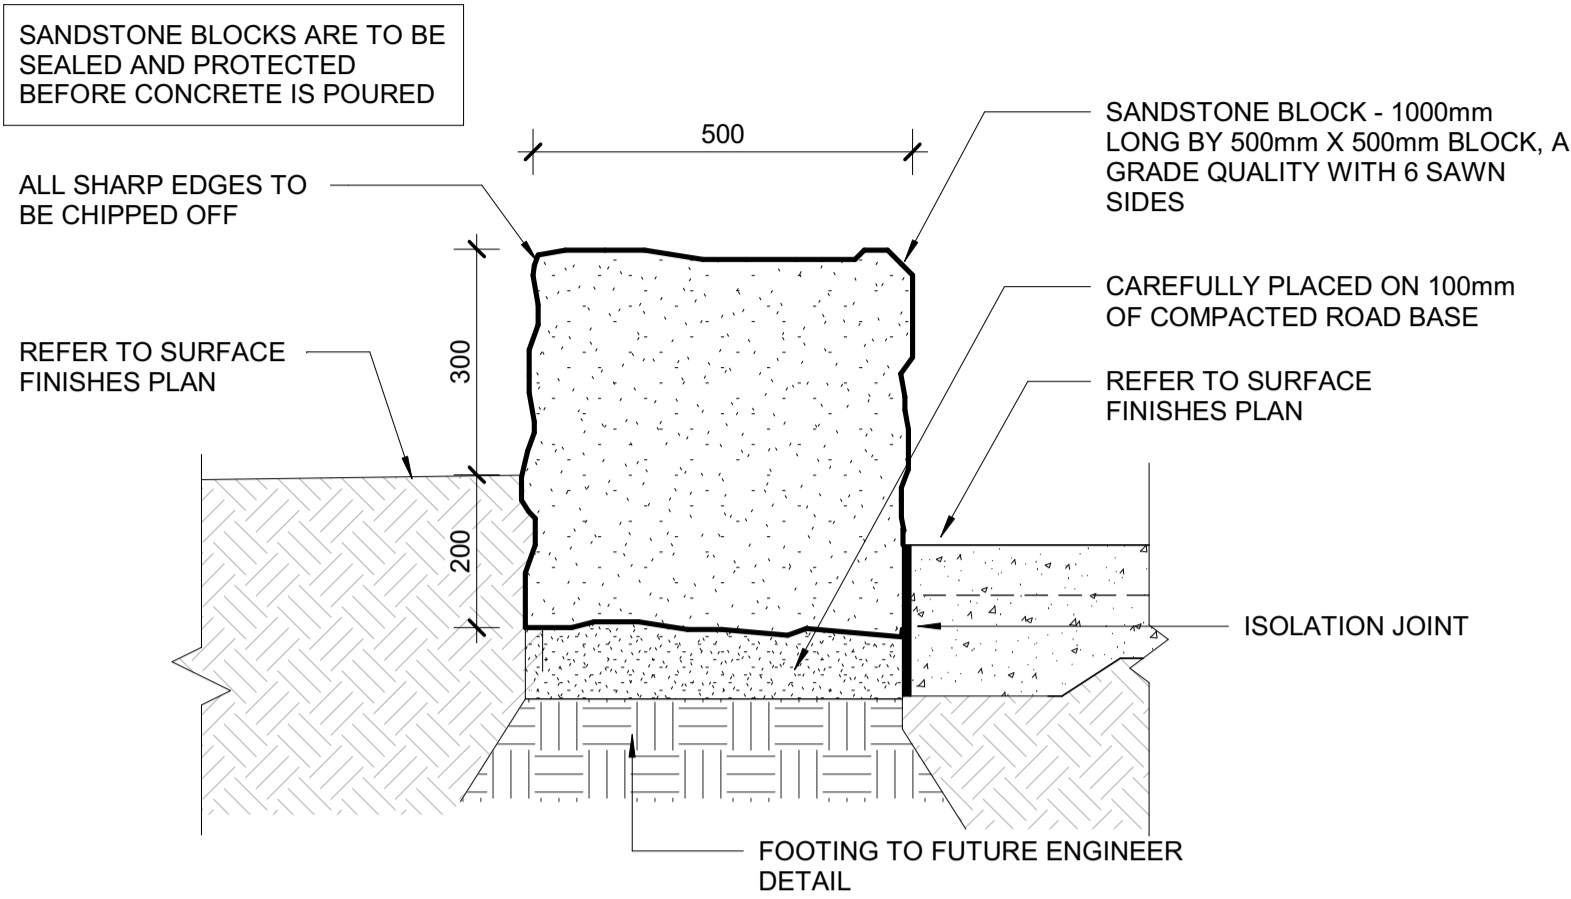 SANDSTONE BLOCKS ARE TO BE
SEALED AND PROTECTED
BEFORE CONCRETE IS POURED
500
SANDSTONE BLOCK - 1000mm
LONG BY 500mm X 500mm BLOCK, A
GRADE QUALITY WITH 6 SAWN
SIDES
ALL SHARP EDGES TO
BE CHIPPED OFF
CAREFULLY PLACED ON 100mm
OF COMPACTED ROAD BASE
REFER TO SURFACE
FINISHES PLAN
300
REFER TO SURFACE
FINISHES PLAN
200
ISOLATION JOINT
FOOTING TO FUTURE ENGINEER
DETAIL